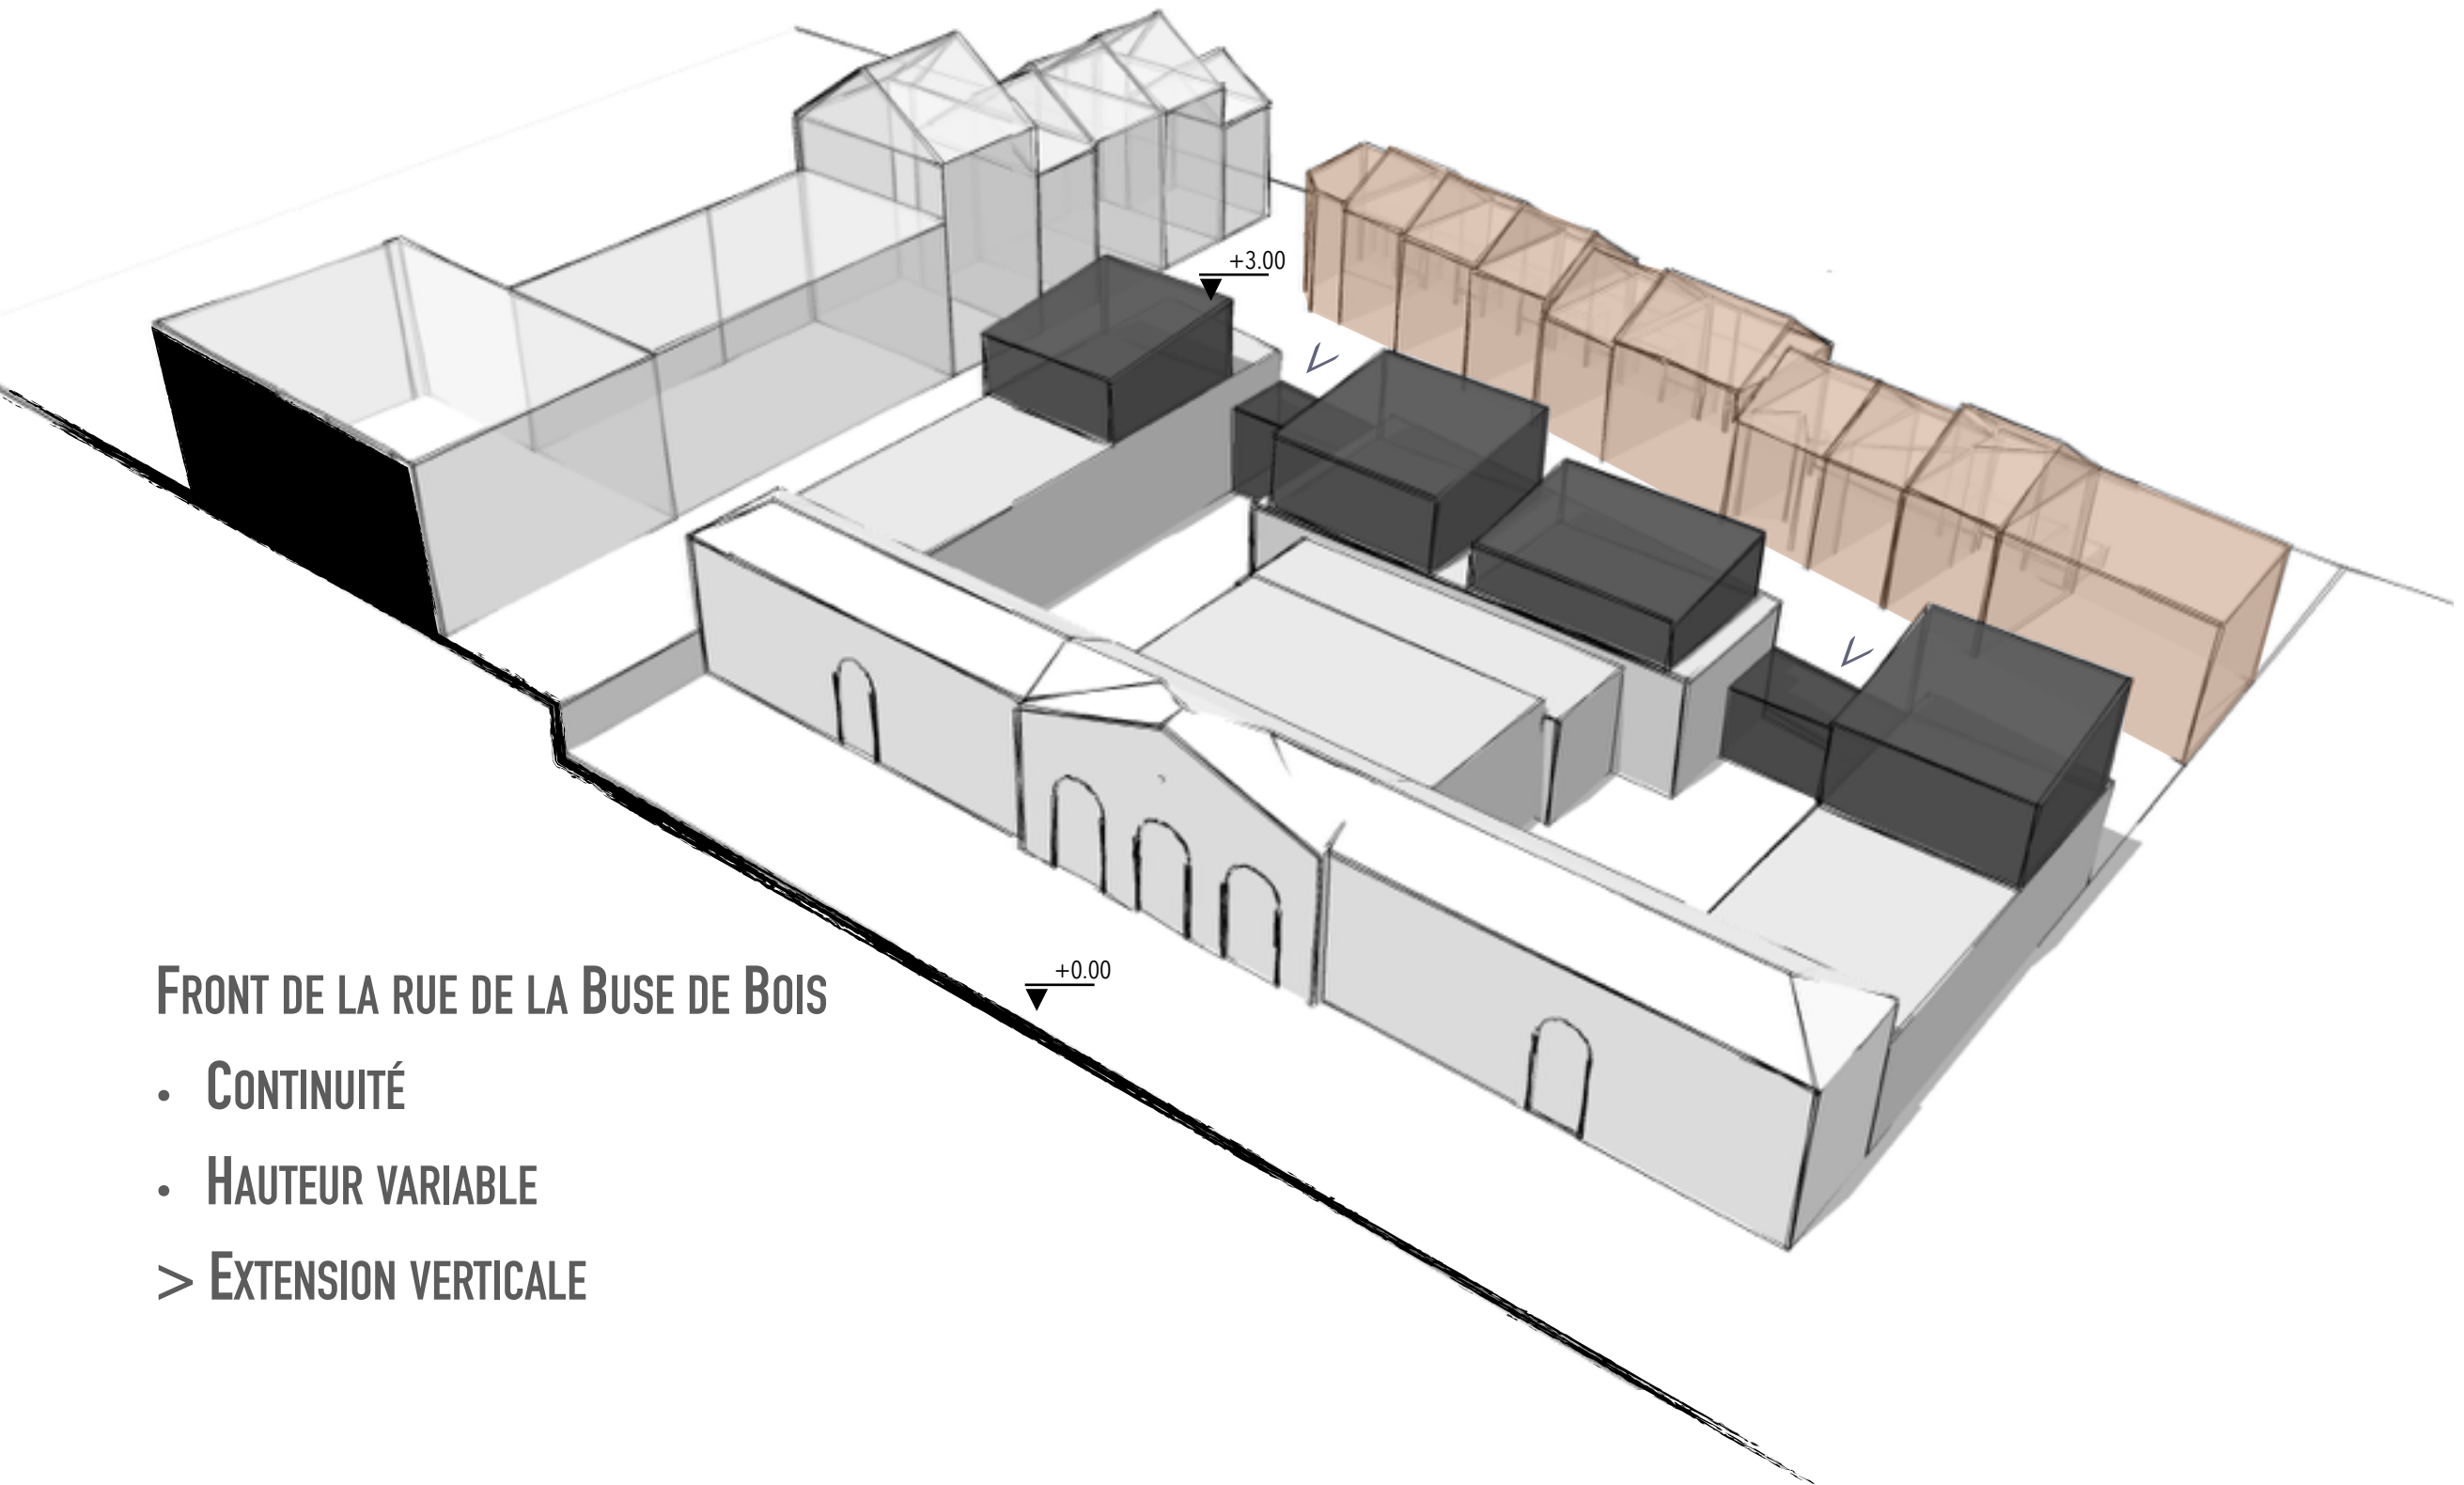 +3.00
+0.00
Front de la rue de la Buse de Bois
• Continuité
• Hauteur variable
> Extension verticale